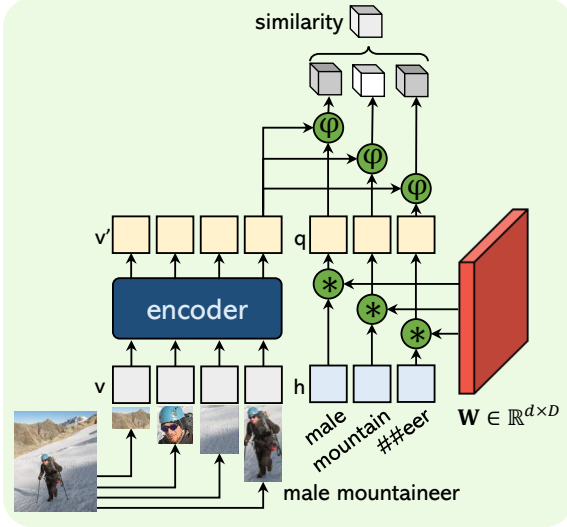 similarity
φ
φ
φ
v’
q
encoder
*
*
*
v
h
male
mountain
##eer
W ∈ ℝ^{d×D}
male mountaineer